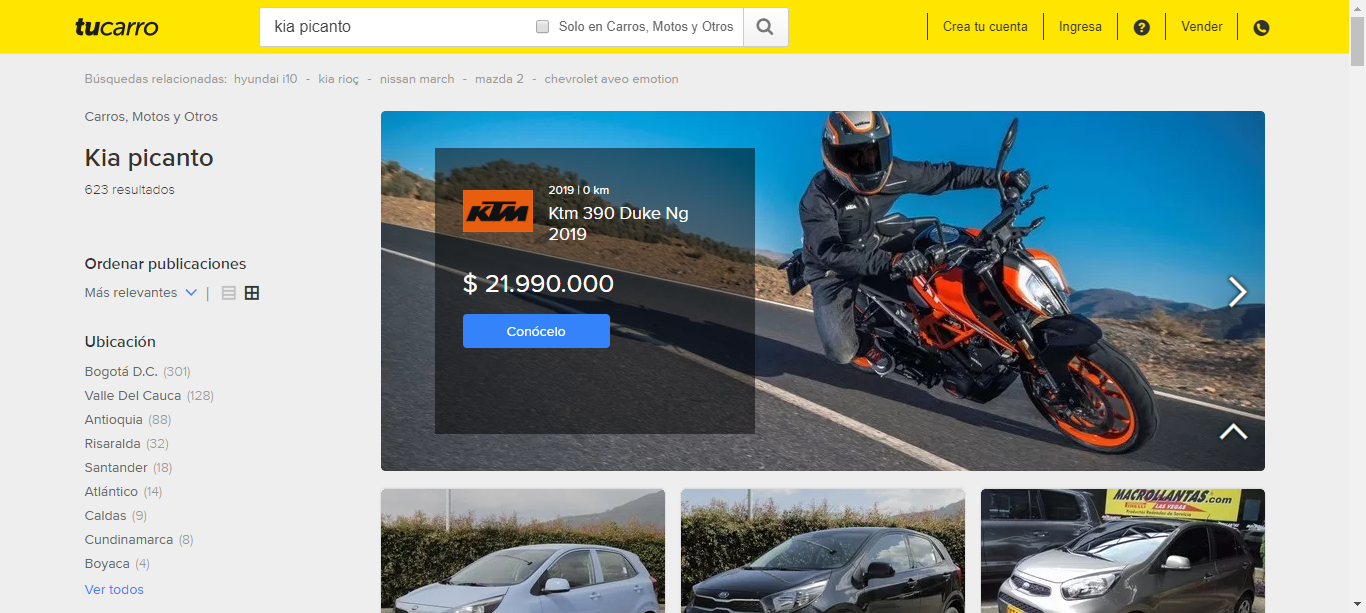 tucarro
kia picanto
Solo en Carros, Motos y Otros
Crea tu cuenta
Ingresa
?
Vender
Búsquedas relacionadas: hyundai i10 - kia rioç - nissan march - mazda 2 - chevrolet aveo emotion
Carros, Motos y Otros
Kia picanto
623 resultados
Ordenar publicaciones
Más relevantes |
Ubicación
Bogotá D.C. (301)
Valle Del Cauca (128)
Antioquia (88)
Risaralda (32)
Santander (18)
Atlántico (14)
Caldas (9)
Cundinamarca (8)
Boyaca (4)
Ver todos
KTM
2019 | 0 km
Ktm 390 Duke Ng
2019
$ 21.990.000
Conócelo
MACROLLANTAS.com
LAS VEGAS